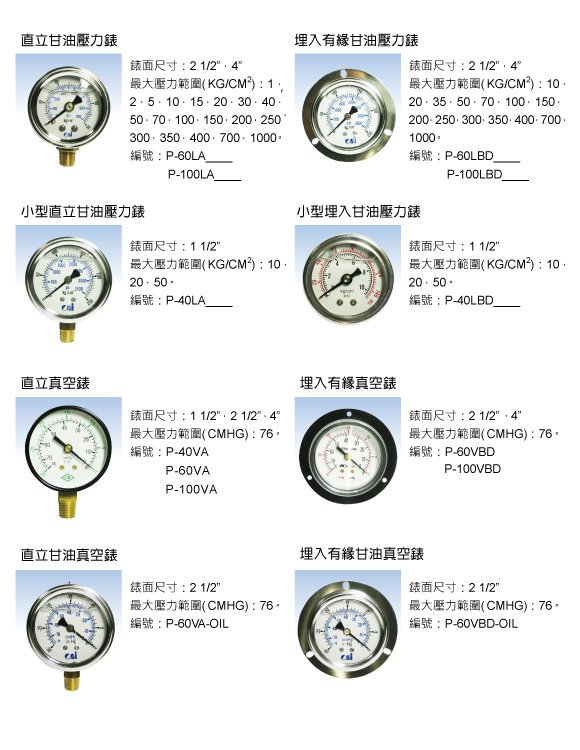 直立甘油壓力錶
錶面尺寸：2 1/2”．4”
最大壓力範圍(KG/CM²)：1．
2．5．10．15．20．30．40．
50．70．100．150．200．250
300．350．400．700．1000。
編號：P-60LA____
P-100LA____
埋入有緣甘油壓力錶
錶面尺寸：2 1/2”．4”
最大壓力範圍(KG/CM²)：10．
20．35．50．70．100．150．
200．250．300．350．400．700．
1000。
編號：P-60LBD____
P-100LBD____
小型直立甘油壓力錶
錶面尺寸：1 1/2”
最大壓力範圍(KG/CM²)：10．
20．50。
編號：P-40LA____
小型埋入甘油壓力錶
錶面尺寸：1 1/2”
最大壓力範圍(KG/CM²)：10．
20．50。
編號：P-40LBD____
直立真空錶
錶面尺寸：1 1/2”．2 1/2”．4”
最大壓力範圍(CMHG)：76。
編號：P-40VA
P-60VA
P-100VA
埋入有緣真空錶
錶面尺寸：2 1/2”．4”
最大壓力範圍(CMHG)：76。
編號：P-60VBD
P-100VBD
直立甘油真空錶
錶面尺寸：2 1/2”
最大壓力範圍(CMHG)：76。
編號：P-60VA-OIL
埋入有緣甘油真空錶
錶面尺寸：2 1/2”
最大壓力範圍(CMHG)：76。
編號：P-60VBD-OIL